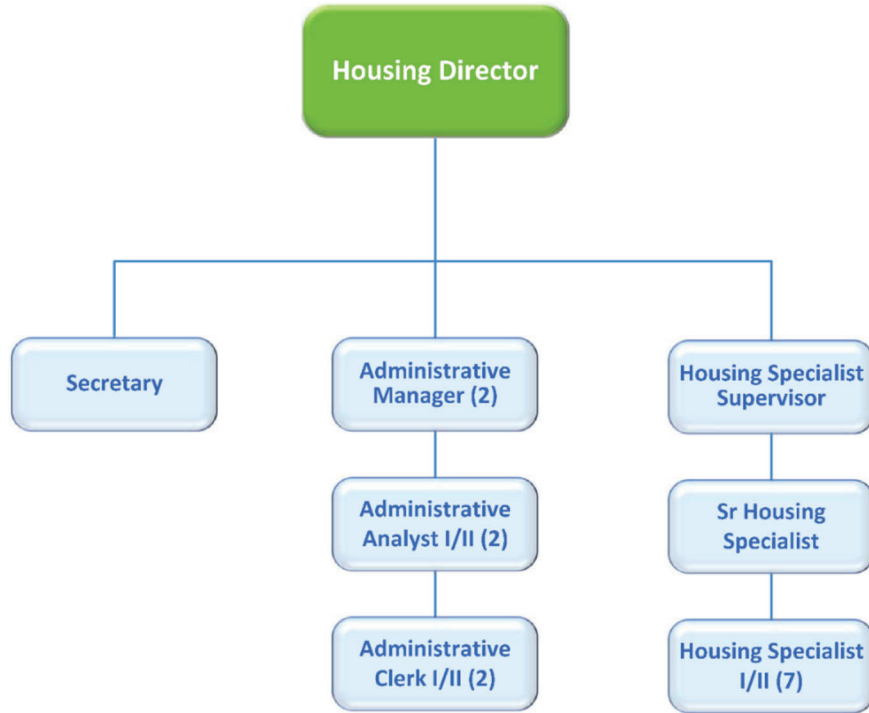 Housing Director
Secretary
Administrative
Manager (2)
Housing Specialist
Supervisor
Administrative
Analyst I/II (2)
Sr Housing
Specialist
Administrative
Clerk I/II (2)
Housing Specialist
I/II (7)